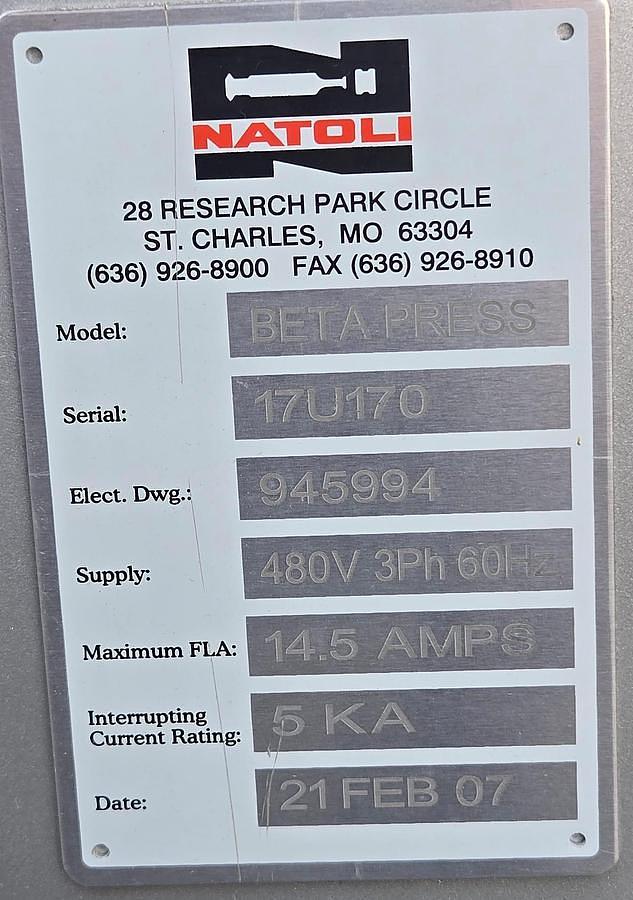 NATOLI
28 RESEARCH PARK CIRCLE
ST. CHARLES, MO 63304
(636) 926-8900 FAX (636) 926-8910
Model: BETA PRESS
Serial: 17U170
Elect. Dwg.: 945994
Supply: 480V 3Ph 60Hz
Maximum FLA: 14.5 AMPS
Interrupting
Current Rating: 5 KA
Date: 21 FEB 07